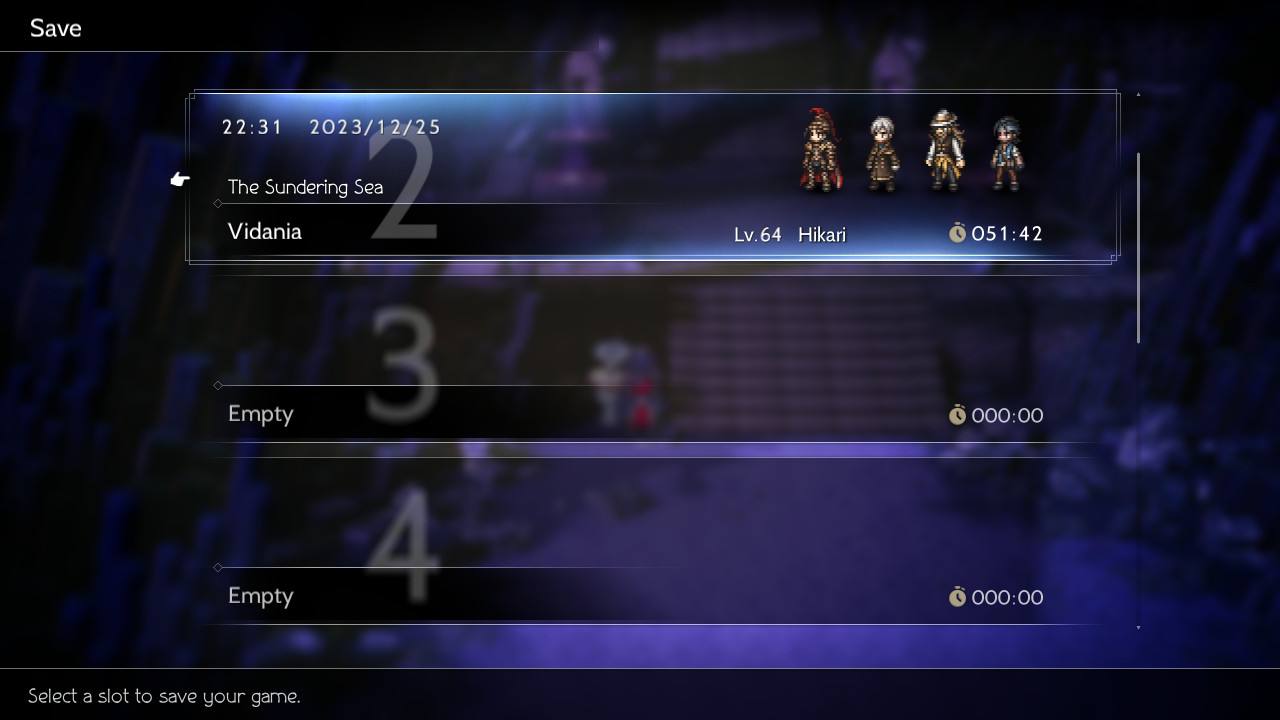 Save
22:31 2023/12/25
2
The Sundering Sea
Vidania
Lv.64 Hikari 051:42
3
Empty 000:00
4
Empty 000:00
Select a slot to save your game.